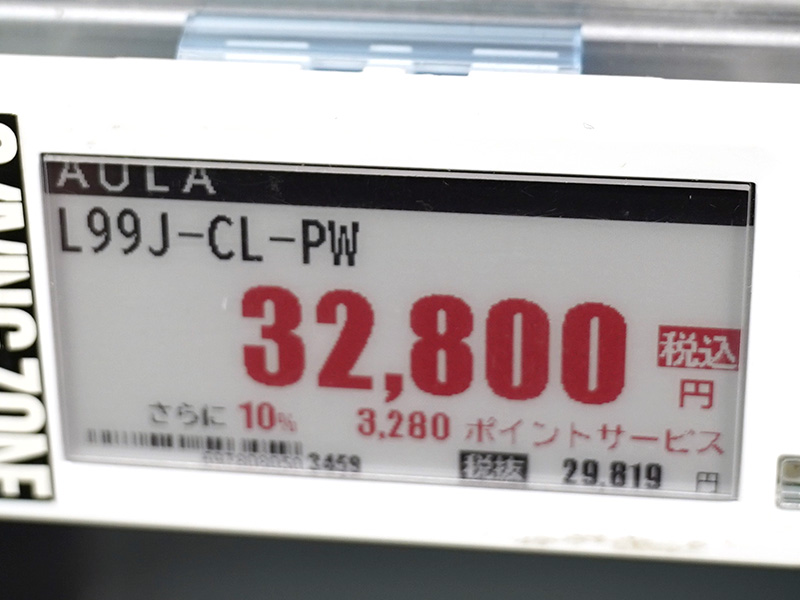 GAMING ZONE
AULA
L99J-CL-PW
32,800 税込 円
さらに 10% 3,280 ポイントサービス
税抜 29,819 円